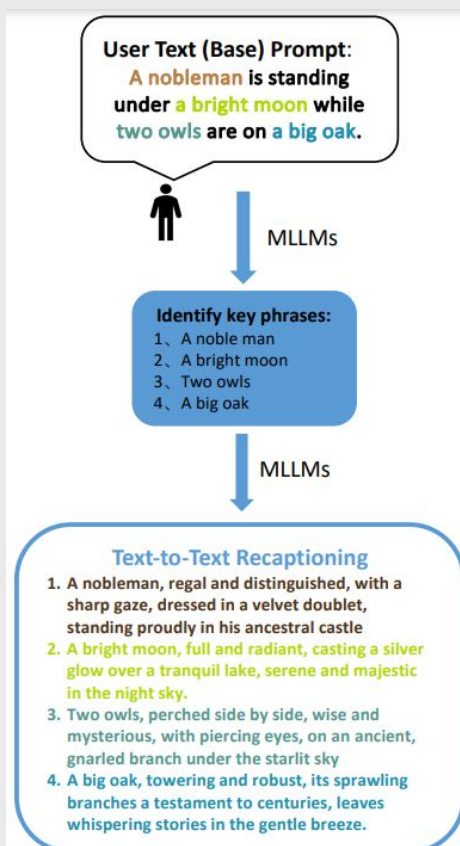 User Text (Base) Prompt:
A nobleman is standing
under a bright moon while
two owls are on a big oak.
MLLMs
Identify key phrases:
1、 A noble man
2、 A bright moon
3、 Two owls
4、 A big oak
MLLMs
Text-to-Text Recaptioning
1. A nobleman, regal and distinguished, with a
sharp gaze, dressed in a velvet doublet,
standing proudly in his ancestral castle
2. A bright moon, full and radiant, casting a silver
glow over a tranquil lake, serene and majestic
in the night sky.
3. Two owls, perched side by side, wise and
mysterious, with piercing eyes, on an ancient,
gnarled branch under the starlit sky
4. A big oak, towering and robust, its sprawling
branches a testament to centuries, leaves
whispering stories in the gentle breeze.